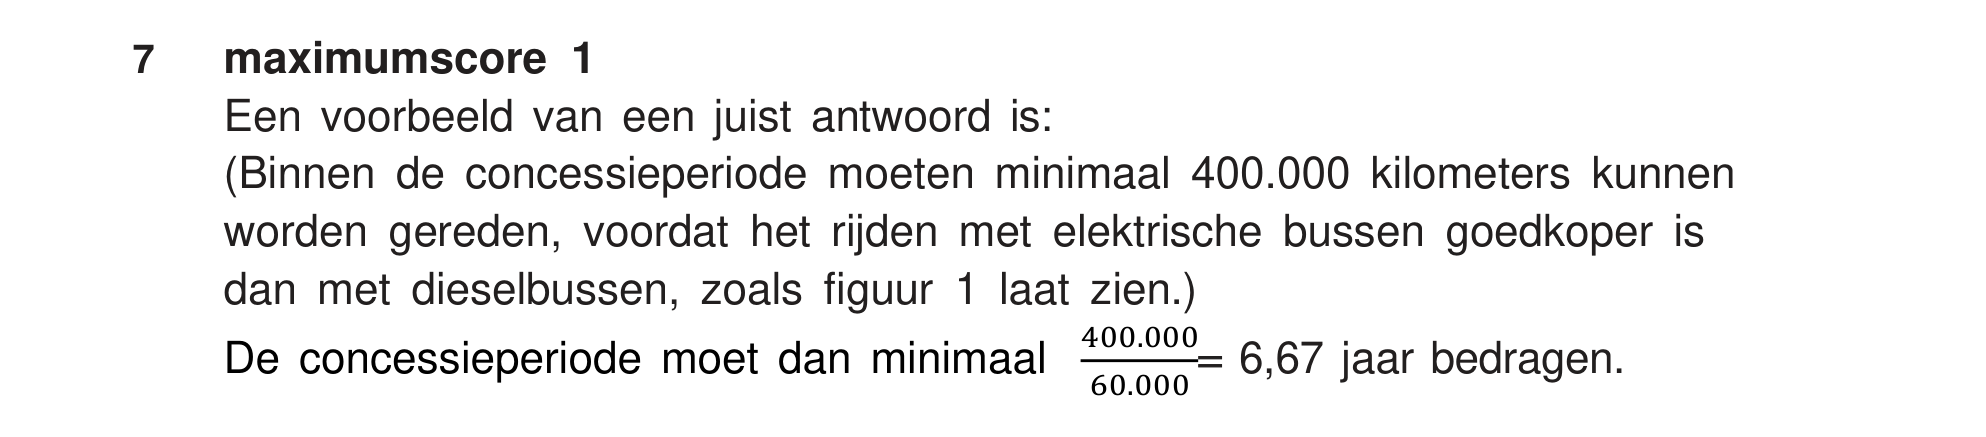 7 maximumscore 1
Een voorbeeld van een juist antwoord is:
(Binnen de concessieperiode moeten minimaal 400.000 kilometers kunnen
worden gereden, voordat het rijden met elektrische bussen goedkoper is
dan met dieselbussen, zoals figuur 1 laat zien.)
De concessieperiode moet dan minimaal 400.000/60.000 = 6,67 jaar bedragen.